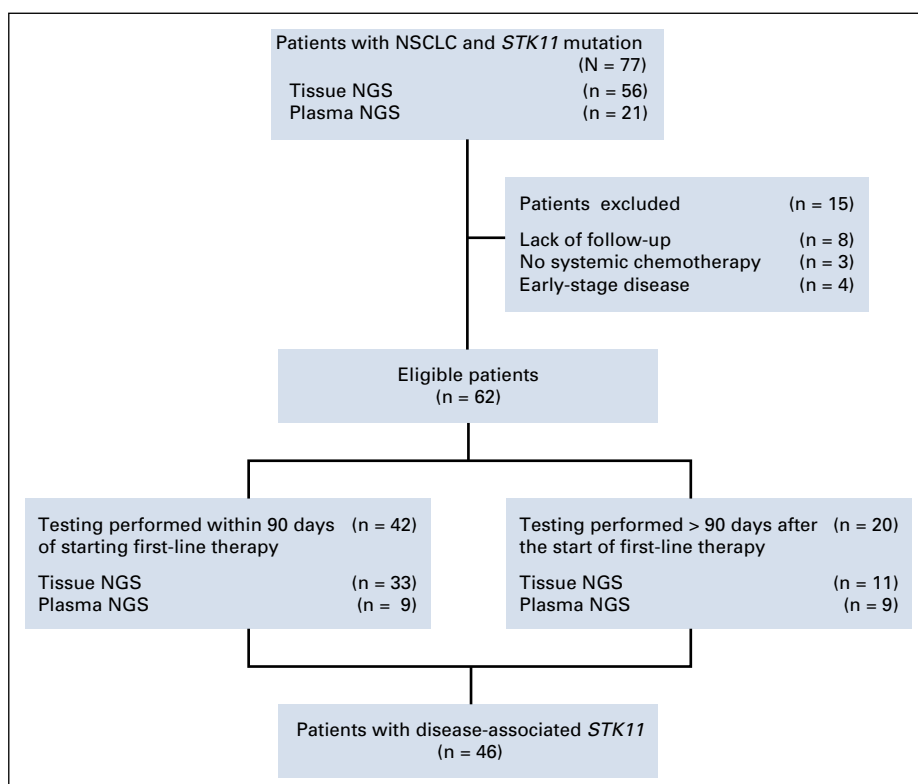 Patients with NSCLC and STK11 mutation
(N = 77)
Tissue NGS (n = 56)
Plasma NGS (n = 21)
Patients excluded (n = 15)
Lack of follow-up (n = 8)
No systemic chemotherapy (n = 3)
Early-stage disease (n = 4)
Eligible patients
(n = 62)
Testing performed within 90 days (n = 42)
of starting first-line therapy
Tissue NGS (n = 33)
Plasma NGS (n = 9)
Testing performed > 90 days after (n = 20)
the start of first-line therapy
Tissue NGS (n = 11)
Plasma NGS (n = 9)
Patients with disease-associated STK11
(n = 46)